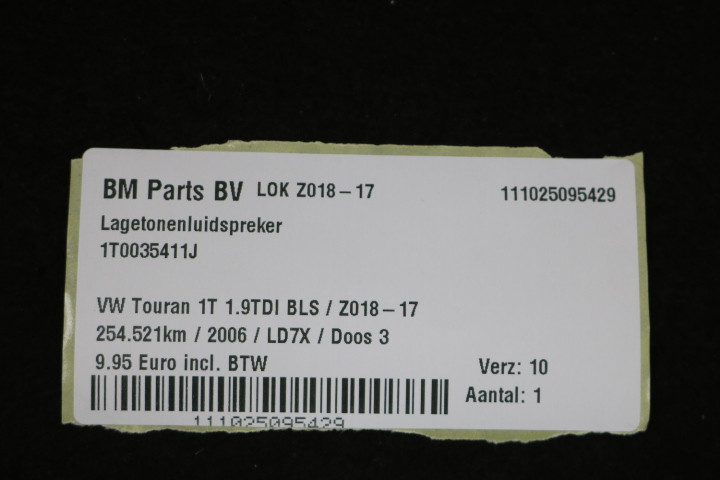 BM Parts BV LOK Z018-17 111025095429
Lagetonenluidspreker
1T0035411J
VW Touran 1T 1.9TDI BLS / Z018-17
254.521km / 2006 / LD7X / Doos 3
9.95 Euro incl. BTW Verz: 10
Aantal: 1
111025095429